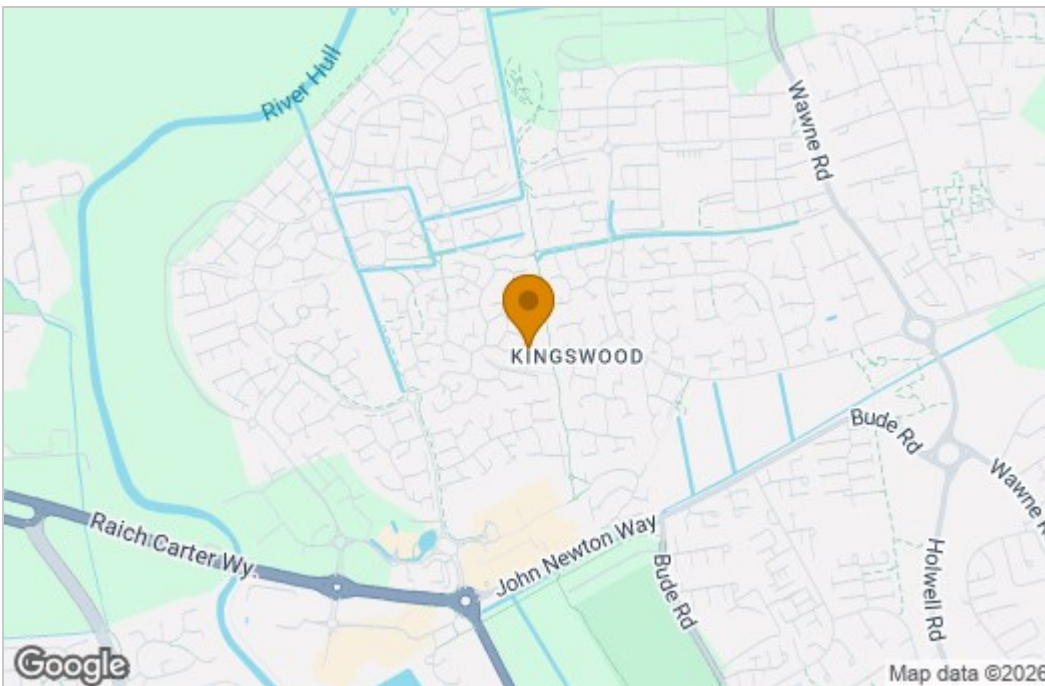 River Hull
Wawne Rd
KINGSWOOD
Bude Rd
Wawne R
Raich Carter Wy.
John Newton Way
Bude Rd
Holwell Rd
Google
Map data ©2026